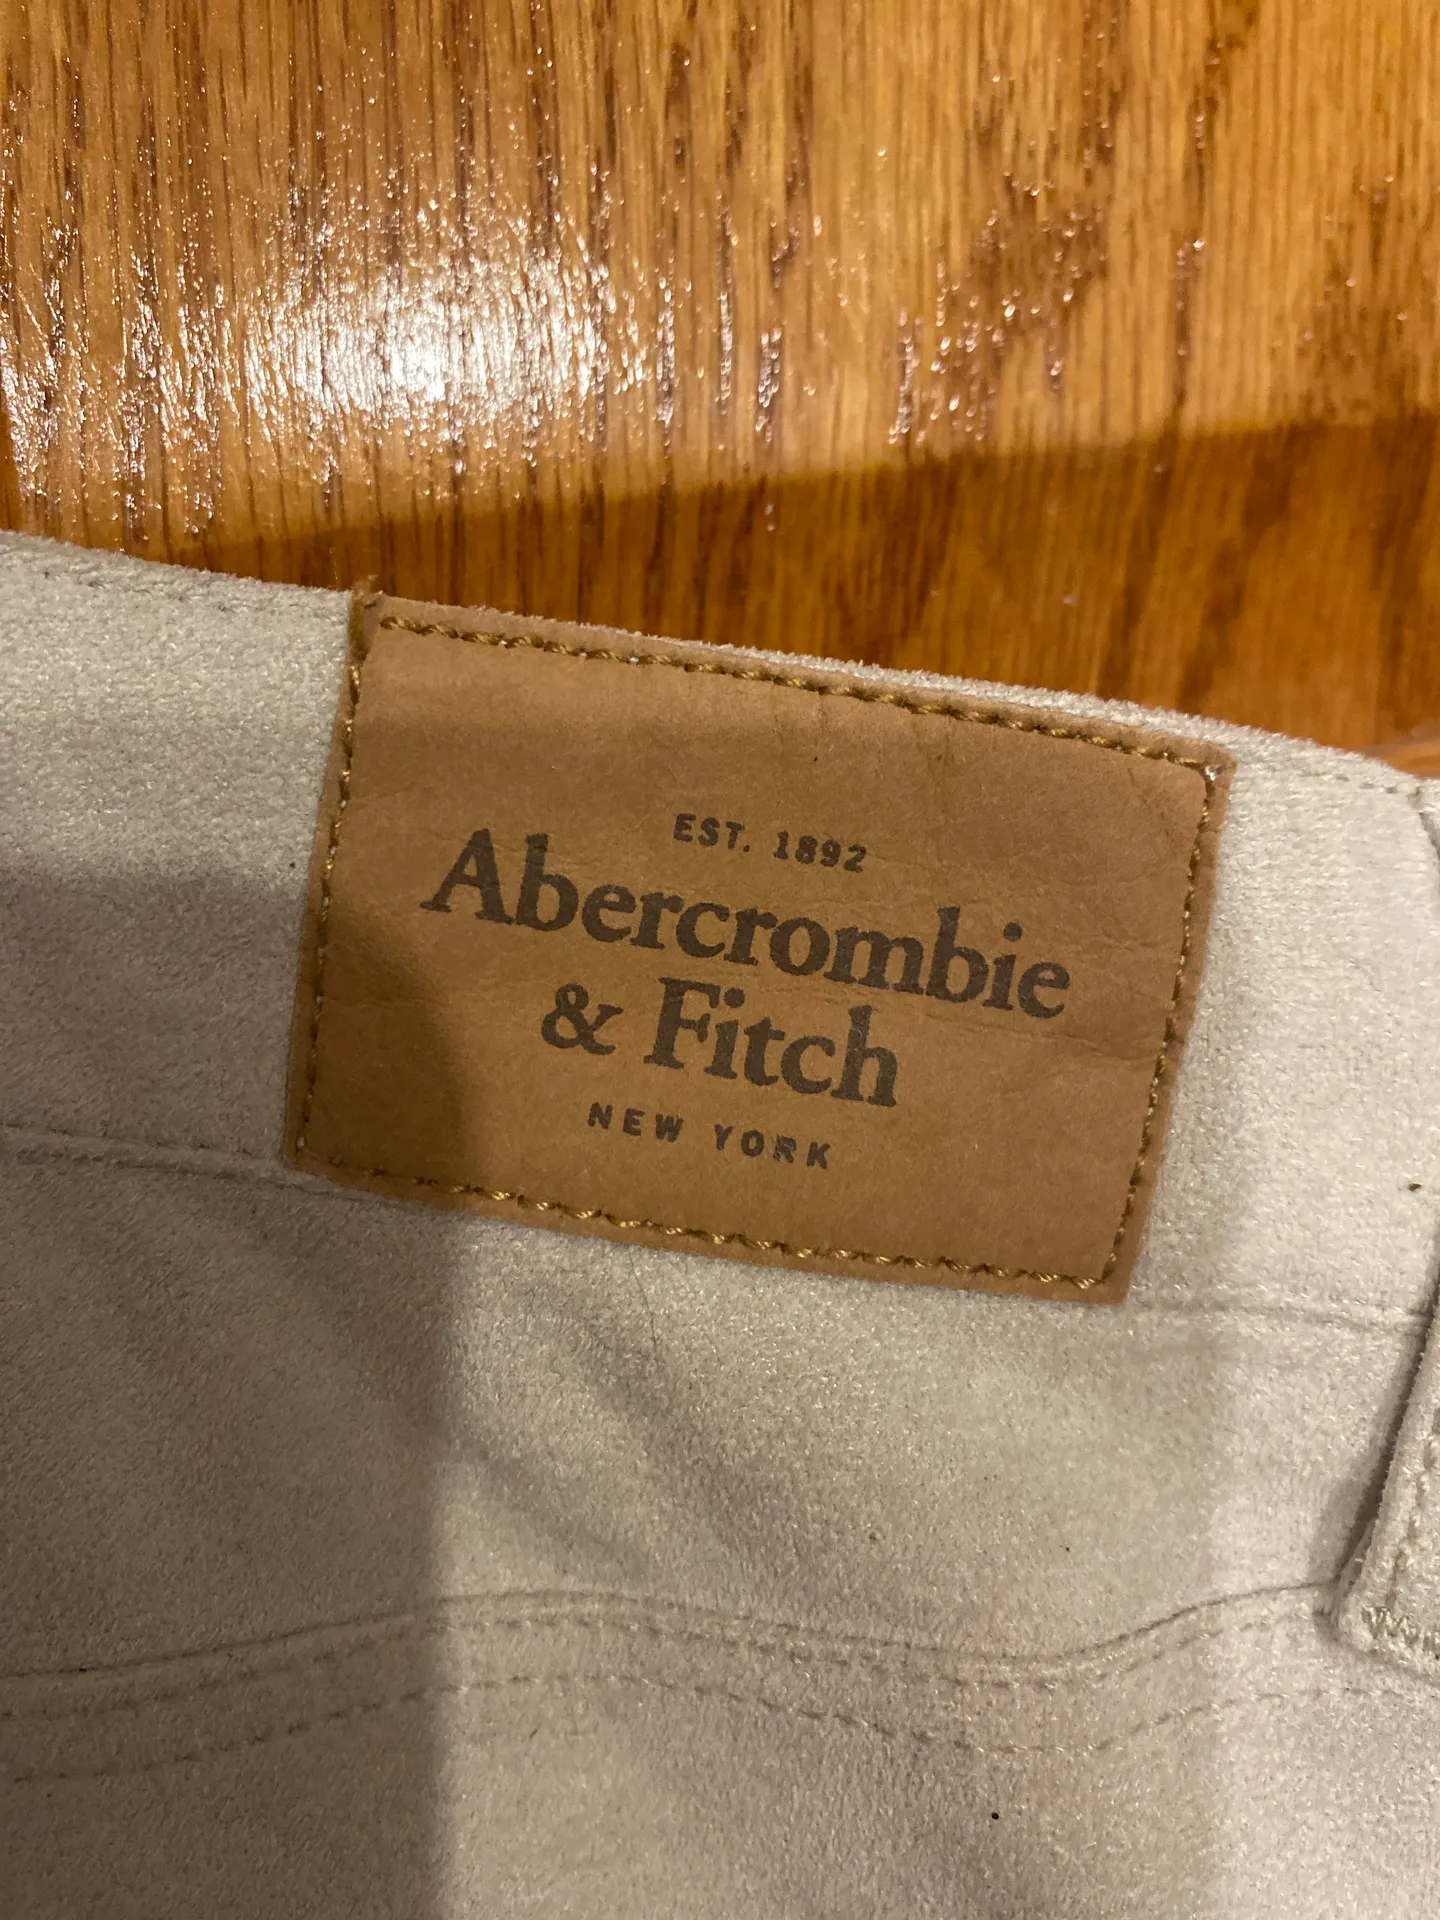 EST. 1892
Abercrombie
& Fitch
NEW YORK